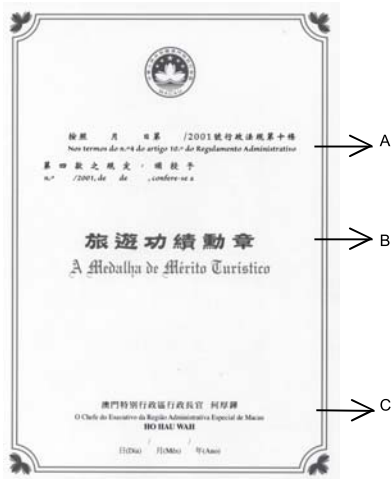 按照 月 日第 /2001號行政法規第十條
Nos termos do n.º4 do artigo 10.º do Regulamento Administrativo
第四款之規定，頒授予
n.º /2001, de de , confere-se a
旅遊功績勳章
A Medalha de Mérito Turístico
澳門特別行政區行政長官 何厚鏵
O Chefe do Executivo da Região Administrativa Especial de Macau
HO HAU WAH
/ /
日(Dia) 月(Mês) 年(Ano)
A
B
C